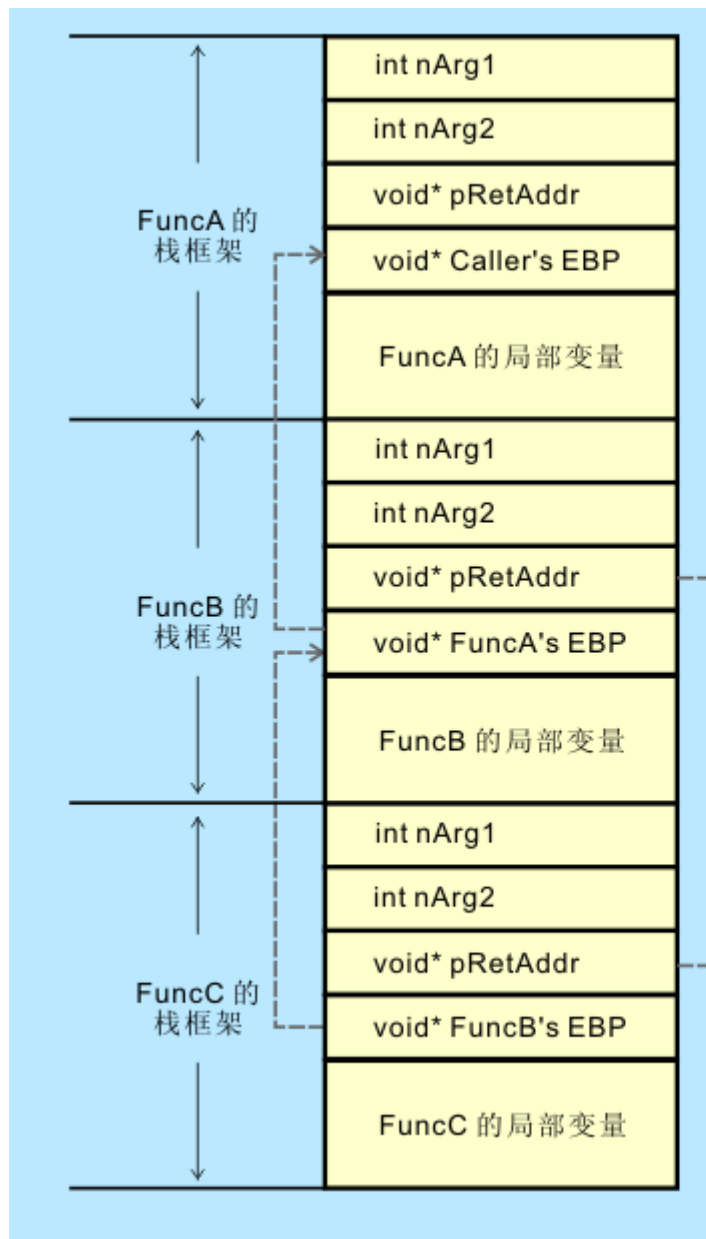 int nArg1
int nArg2
void* pRetAddr
FuncA 的
栈框架
void* Caller's EBP
FuncA 的局部变量
int nArg1
int nArg2
void* pRetAddr
FuncB 的
栈框架
void* FuncA's EBP
FuncB 的局部变量
int nArg1
int nArg2
void* pRetAddr
FuncC 的
栈框架
void* FuncB's EBP
FuncC 的局部变量